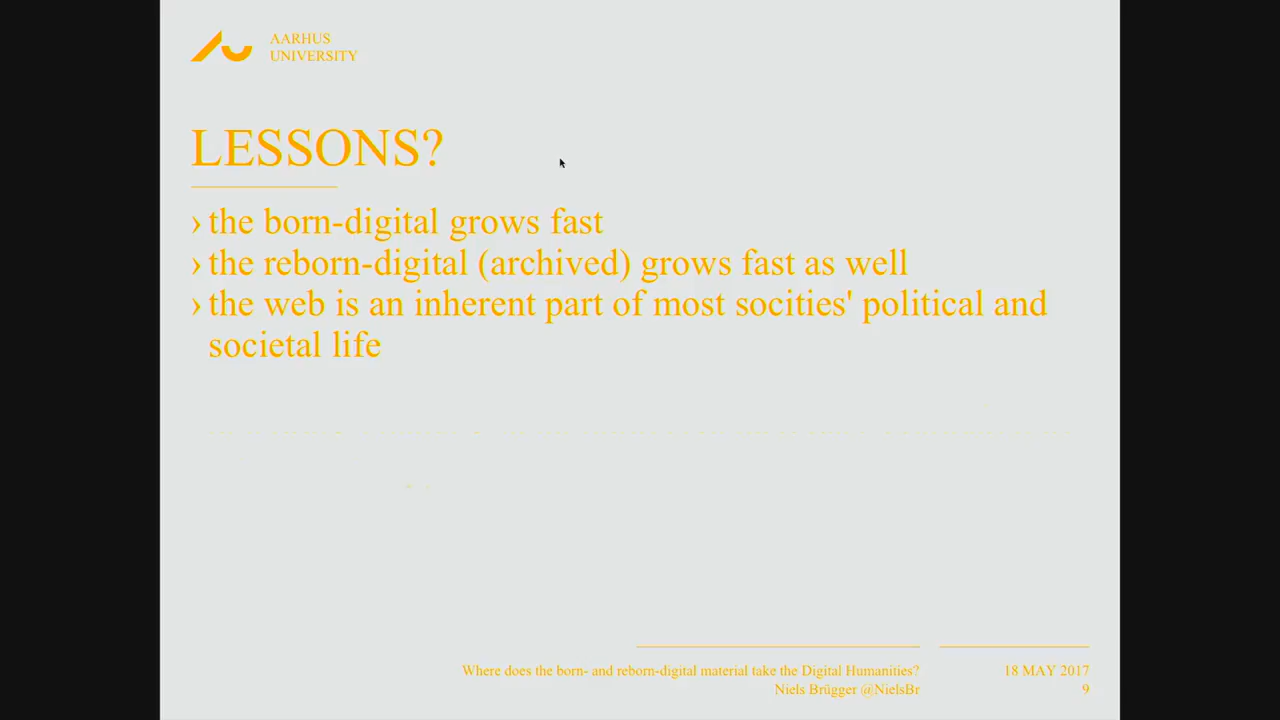 AARHUS
UNIVERSITY
LESSONS?
› the born-digital grows fast
› the reborn-digital (archived) grows fast as well
› the web is an inherent part of most socities' political and
societal life
Where does the born- and reborn-digital material take the Digital Humanities?
18 MAY 2017
Niels Brügger @NielsBr
9